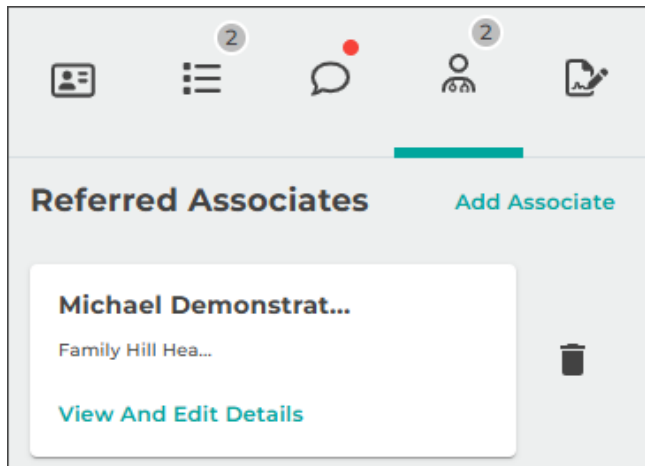 2
2
Referred Associates
Add Associate
Michael Demonstrat...
Family Hill Hea...
View And Edit Details